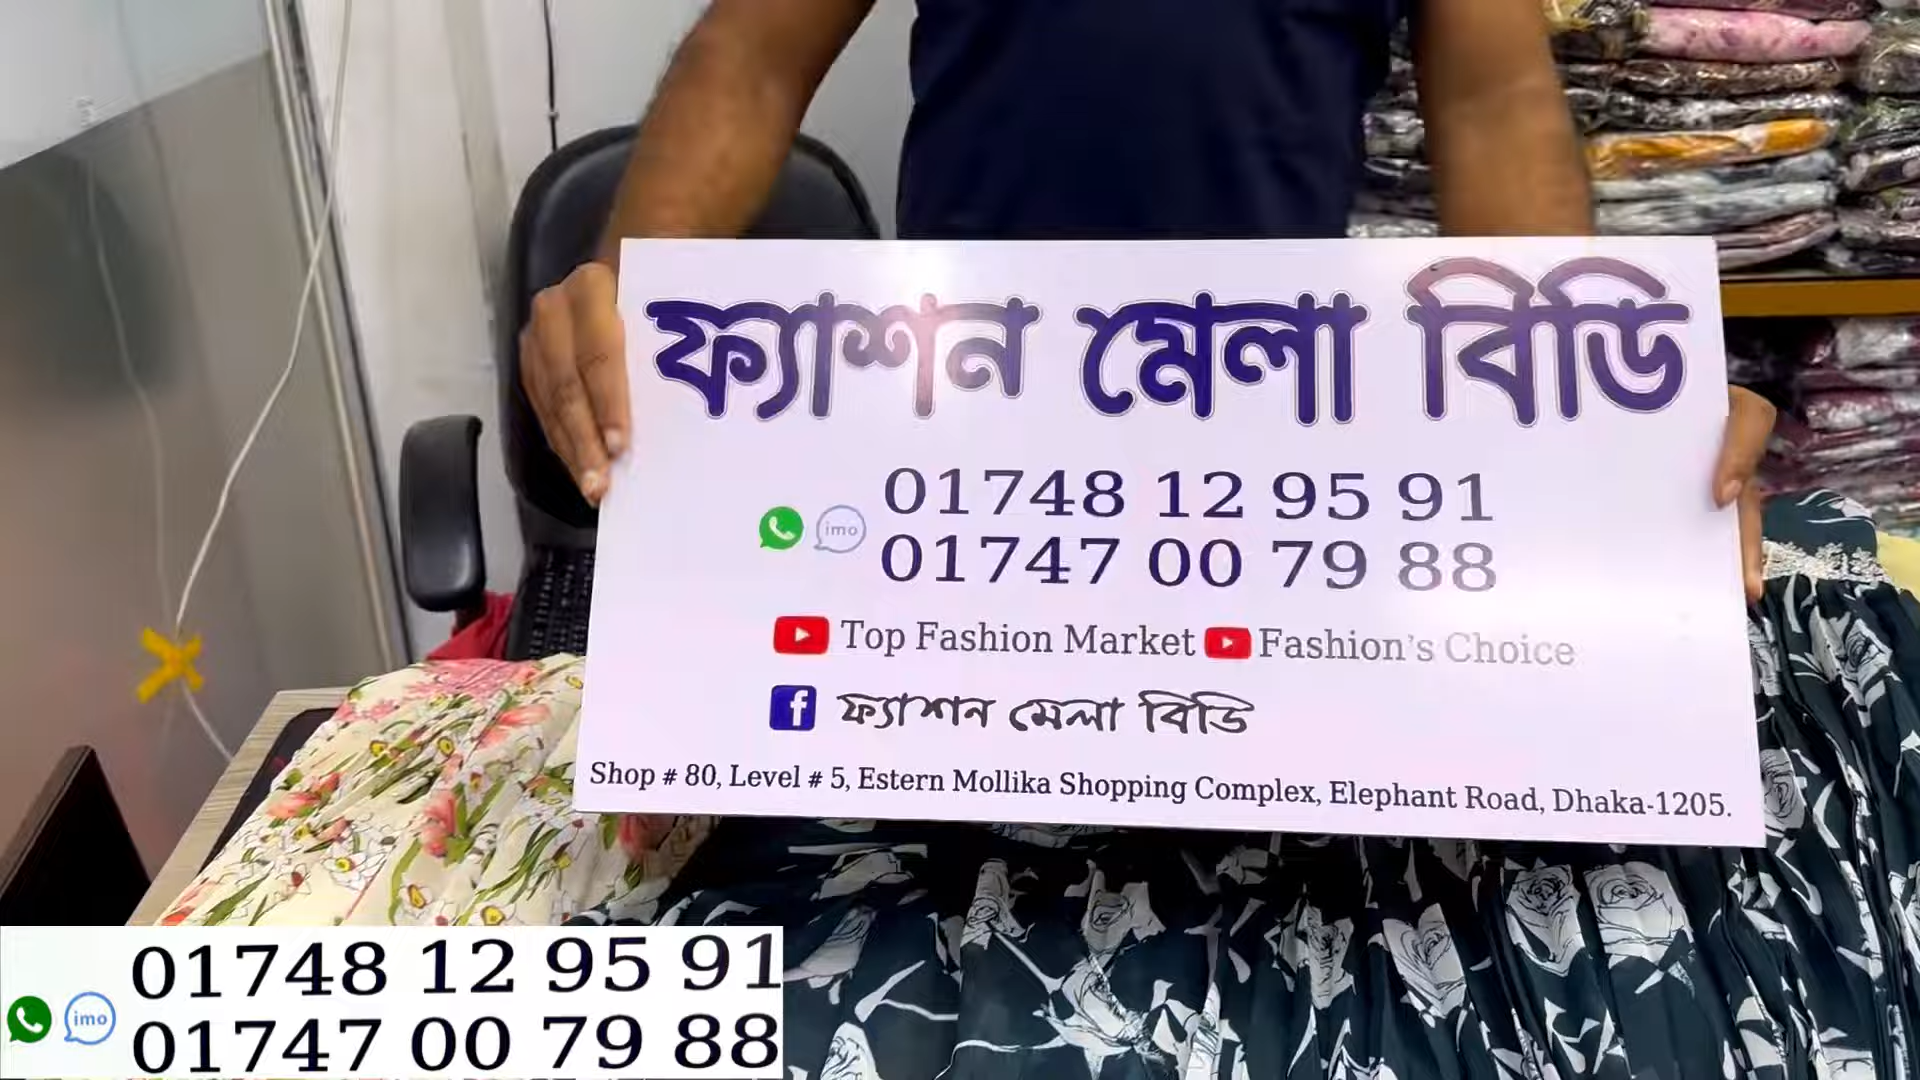 ফ্যাশন মেলা বিডি
01748 12 95 91
imo
01747 00 79 88
Top Fashion Market Fashion's Choice
f ফ্যাশন মেলা বিডি
Shop # 80, Level # 5, Estern Mollika Shopping Complex, Elephant Road, Dhaka-1205.
01748 12 95 91
imo
01747 00 79 88